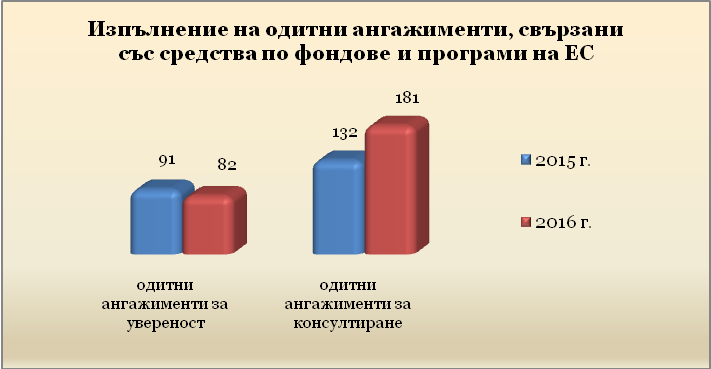 Изпълнение на одитни ангажименти, свързани
със средства по фондове и програми на ЕС
91
82
132
181
2015 г.
2016 г.
одитни
ангажименти за
увереност
одитни
ангажименти за
консултиране